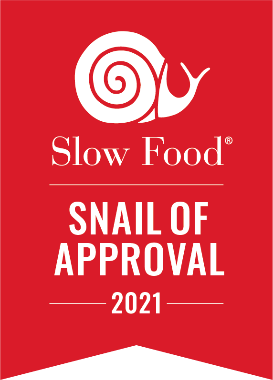 Slow Food®
SNAIL OF
APPROVAL
2021